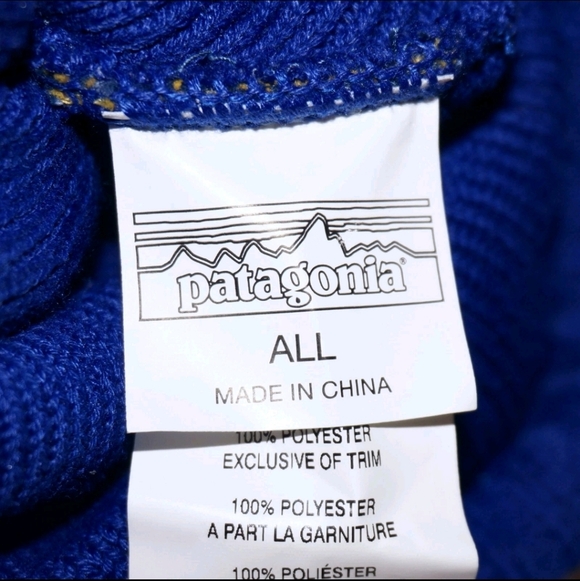 patagonia®
ALL
MADE IN CHINA
100% POLYESTER
EXCLUSIVE OF TRIM
100% POLYESTER
A PART LA GARNITURE
100% POLIÉSTER